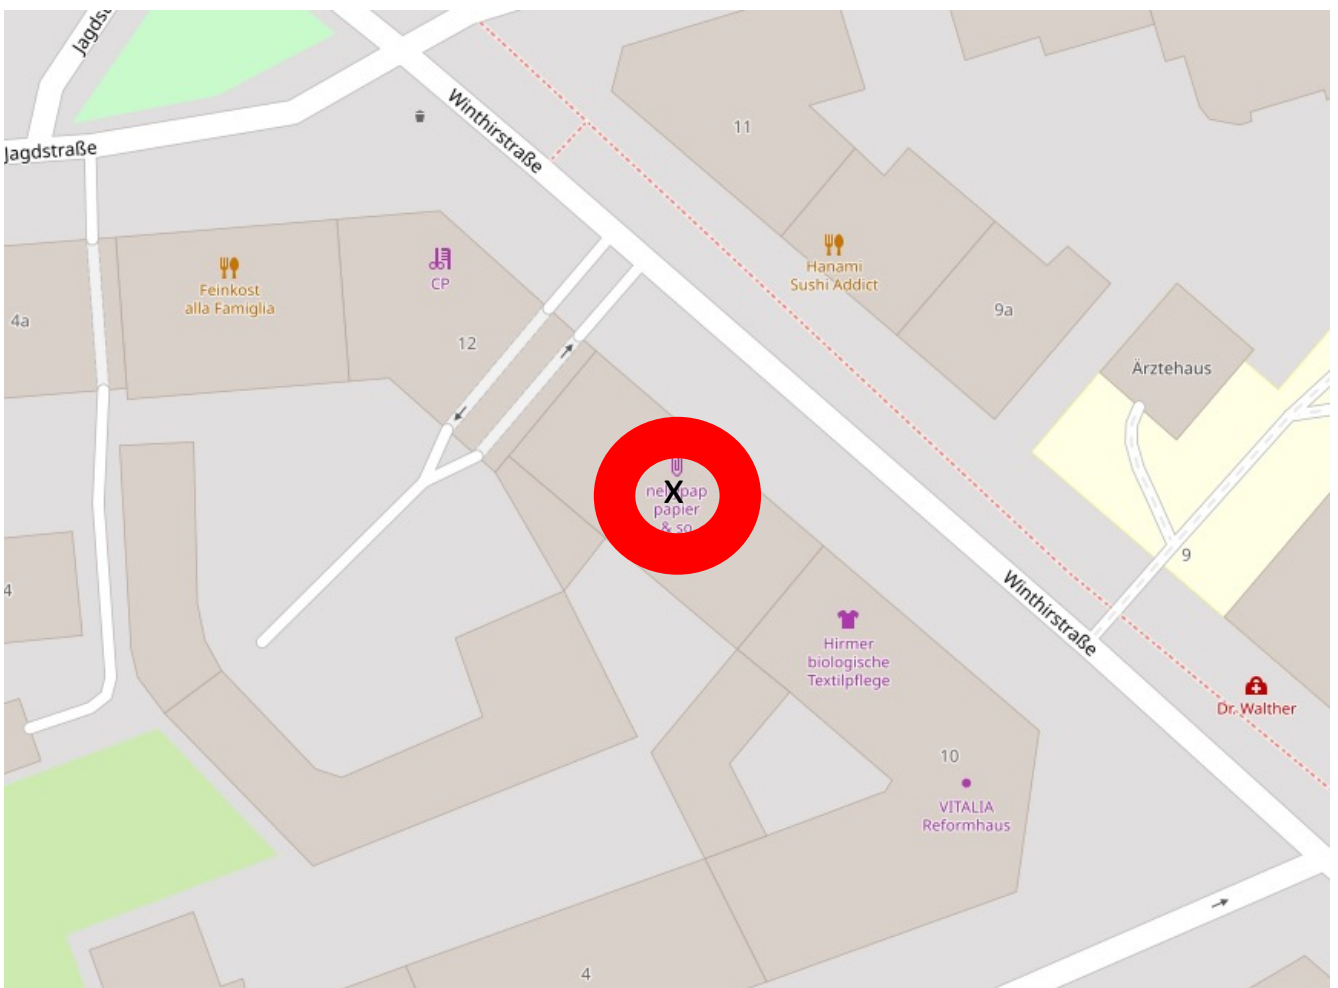 Jagdstraße
Winthirstraße
11
Hanami
Sushi Addict
CP
Feinkost
alla Famiglia
4a
12
9a
Ärztehaus
X
papier
& so
9
4
Winthirstraße
Hirmer
biologische
Textilpflege
Dr. Walther
10
VITALIA
Reformhaus
4